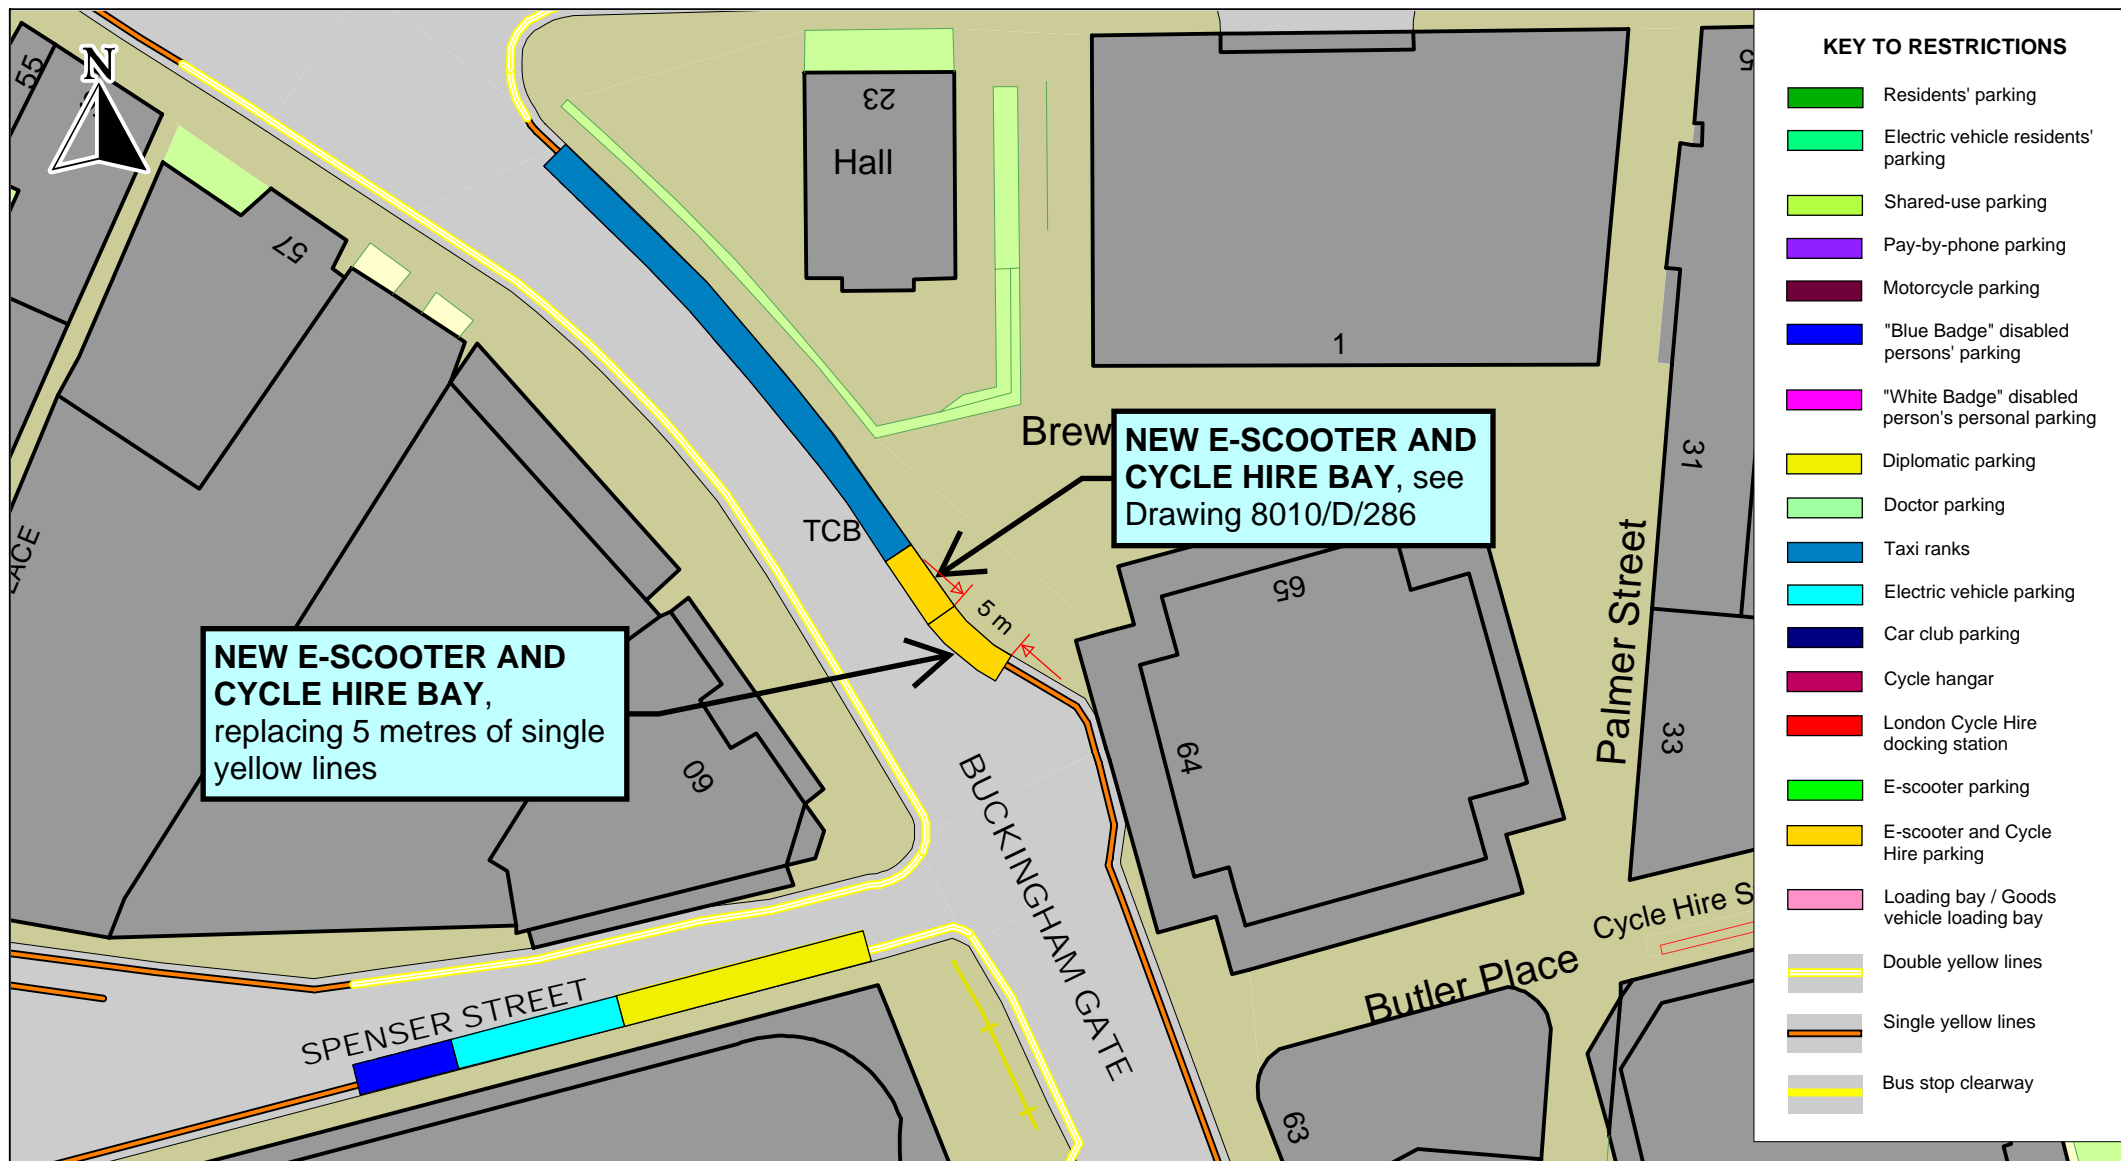 N
55
57
23
Hall
1
Brew
NEW E-SCOOTER AND
CYCLE HIRE BAY, see
Drawing 8010/D/286
TCB
5 m
65
64
31
33
Palmer Street
NEW E-SCOOTER AND
CYCLE HIRE BAY,
replacing 5 metres of single
yellow lines
60
BUCKINGHAM GATE
SPENSER STREET
Butler Place
Cycle Hire S
63
LACE
5
KEY TO RESTRICTIONS
Residents' parking
Electric vehicle residents'
parking
Shared-use parking
Pay-by-phone parking
Motorcycle parking
"Blue Badge" disabled
persons' parking
"White Badge" disabled
person's personal parking
Diplomatic parking
Doctor parking
Taxi ranks
Electric vehicle parking
Car club parking
Cycle hangar
London Cycle Hire
docking station
E-scooter parking
E-scooter and Cycle
Hire parking
Loading bay / Goods
vehicle loading bay
Double yellow lines
Single yellow lines
Bus stop clearway